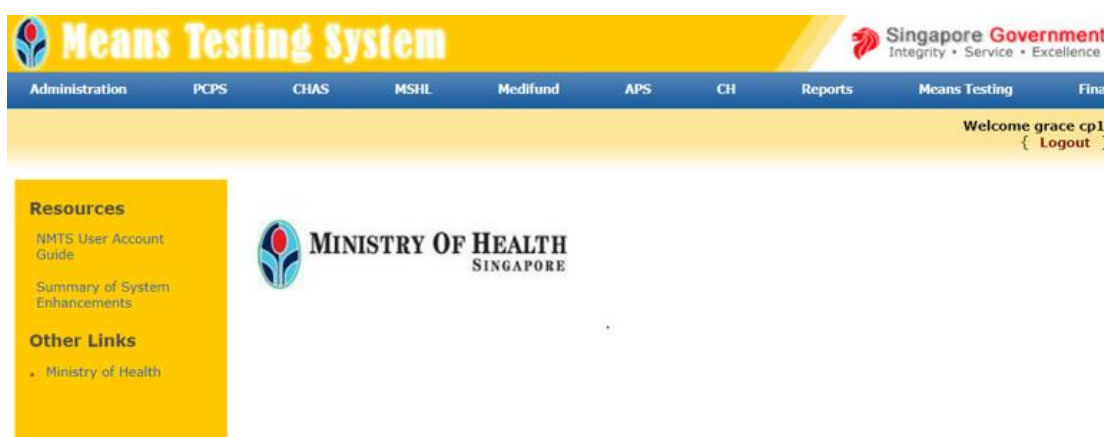 Means Testing System
Singapore Government
Integrity • Service • Excellence
Administration PCPS CHAS MSHL Medifund APS CH Reports Means Testing Fina
Welcome grace cp1
{ Logout }
Resources
NMTS User Account
Guide
Summary of System
Enhancements
Other Links
Ministry of Health
MINISTRY OF HEALTH
SINGAPORE